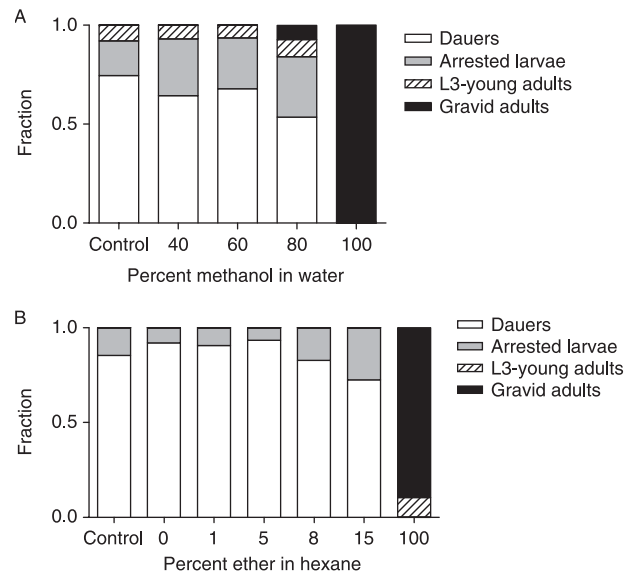 A
1.0
0.5
0.0
Fraction
Control 40 60 80 100
Percent methanol in water
Dauers
Arrested larvae
L3-young adults
Gravid adults
B
1.0
0.5
0.0
Fraction
Control 0 1 5 8 15 100
Percent ether in hexane
Dauers
Arrested larvae
L3-young adults
Gravid adults